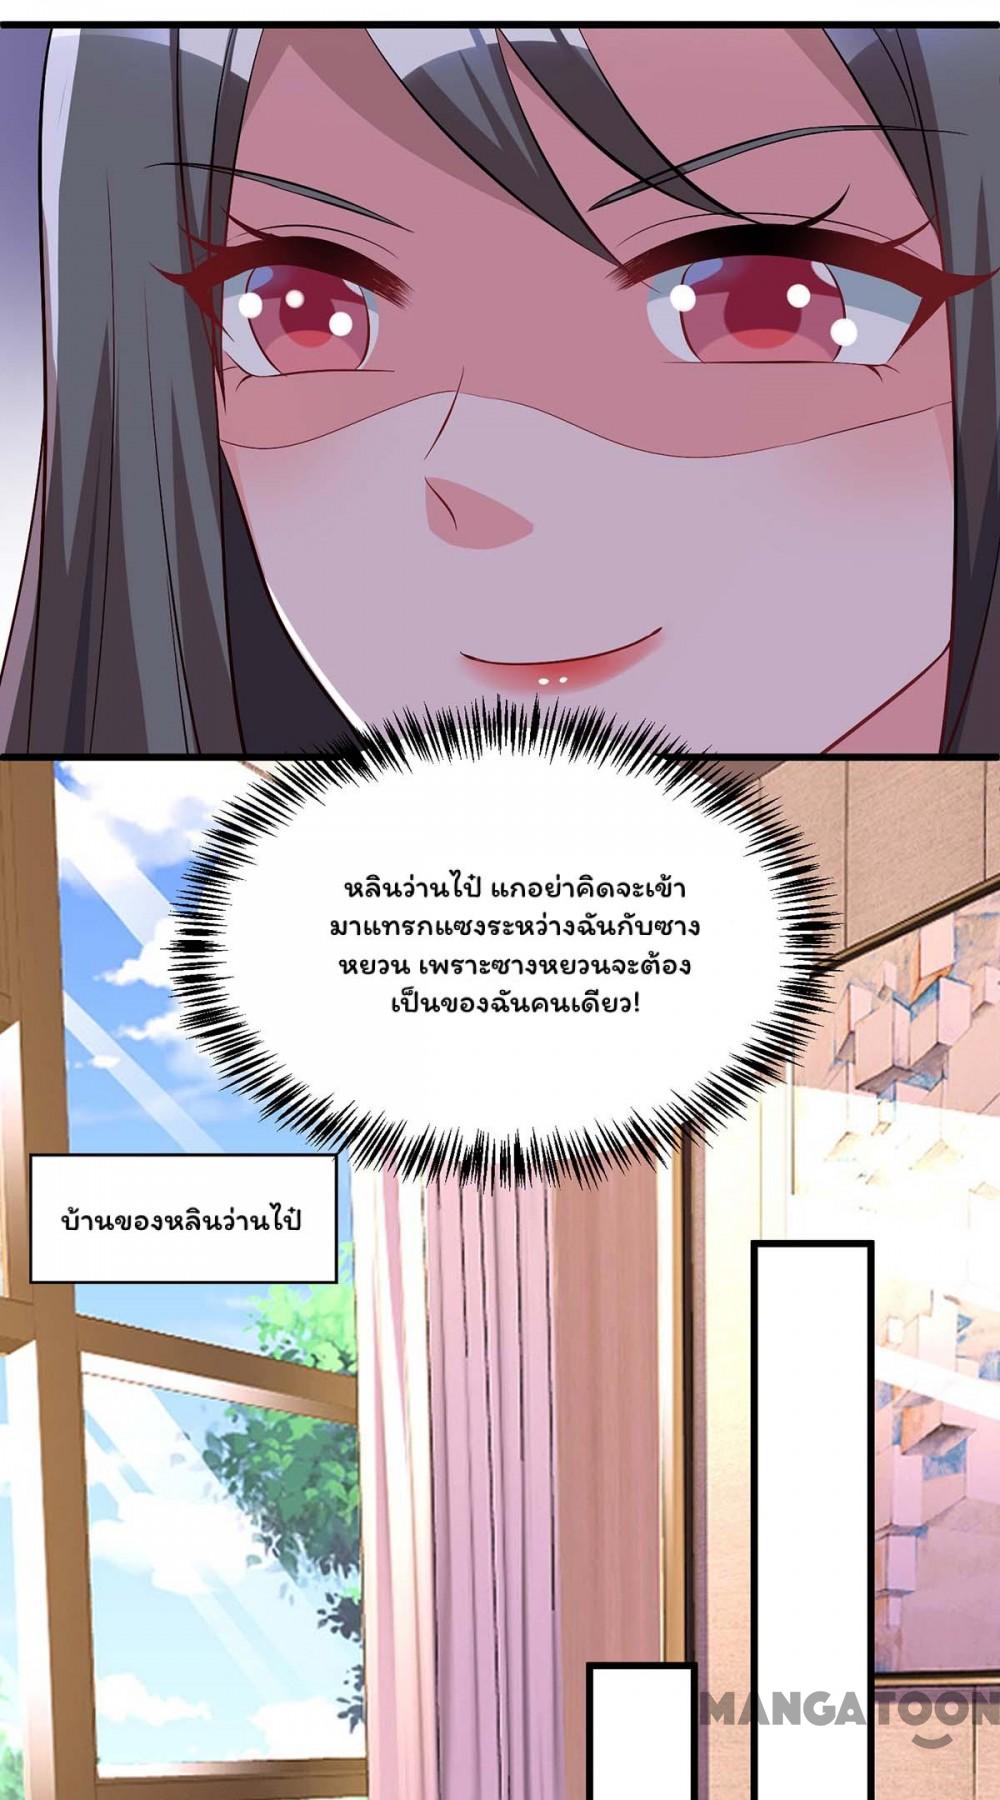 หลินว่านไป๋ แกอย่าคิดจะเข้า
มาแทรกแซงระหว่างฉันกับซาง
หยวน เพราะซางหยวนจะต้อง
เป็นของฉันคนเดียว!
บ้านของหลินว่านไป๋
MANGATOON